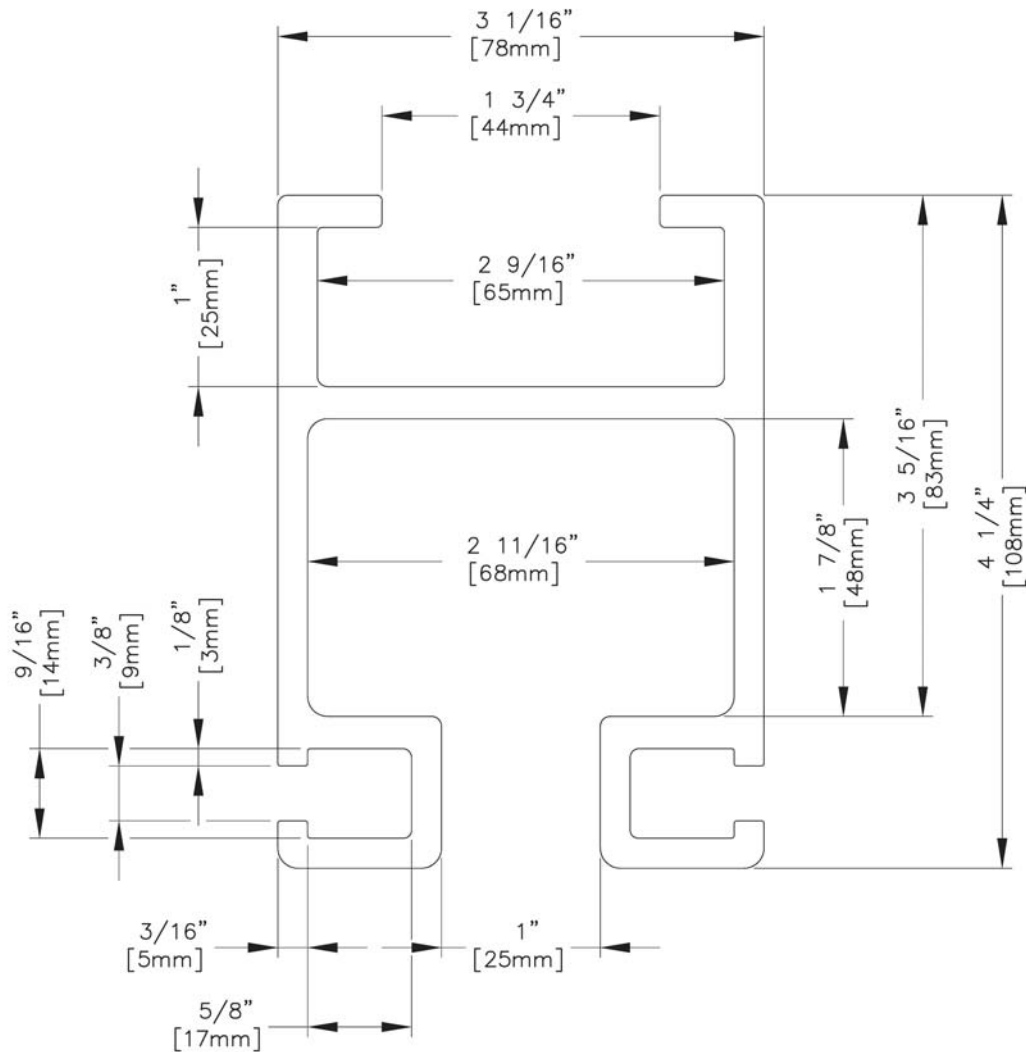 3 1/16”
[78mm]
1 3/4”
[44mm]
2 9/16”
[65mm]
1”
[25mm]
3 5/16”
[83mm]
4 1/4”
[108mm]
1 7/8”
[48mm]
2 11/16”
[68mm]
9/16”
[14mm]
3/8”
[9mm]
1/8”
[3mm]
3/16”
[5mm]
1”
[25mm]
5/8”
[17mm]